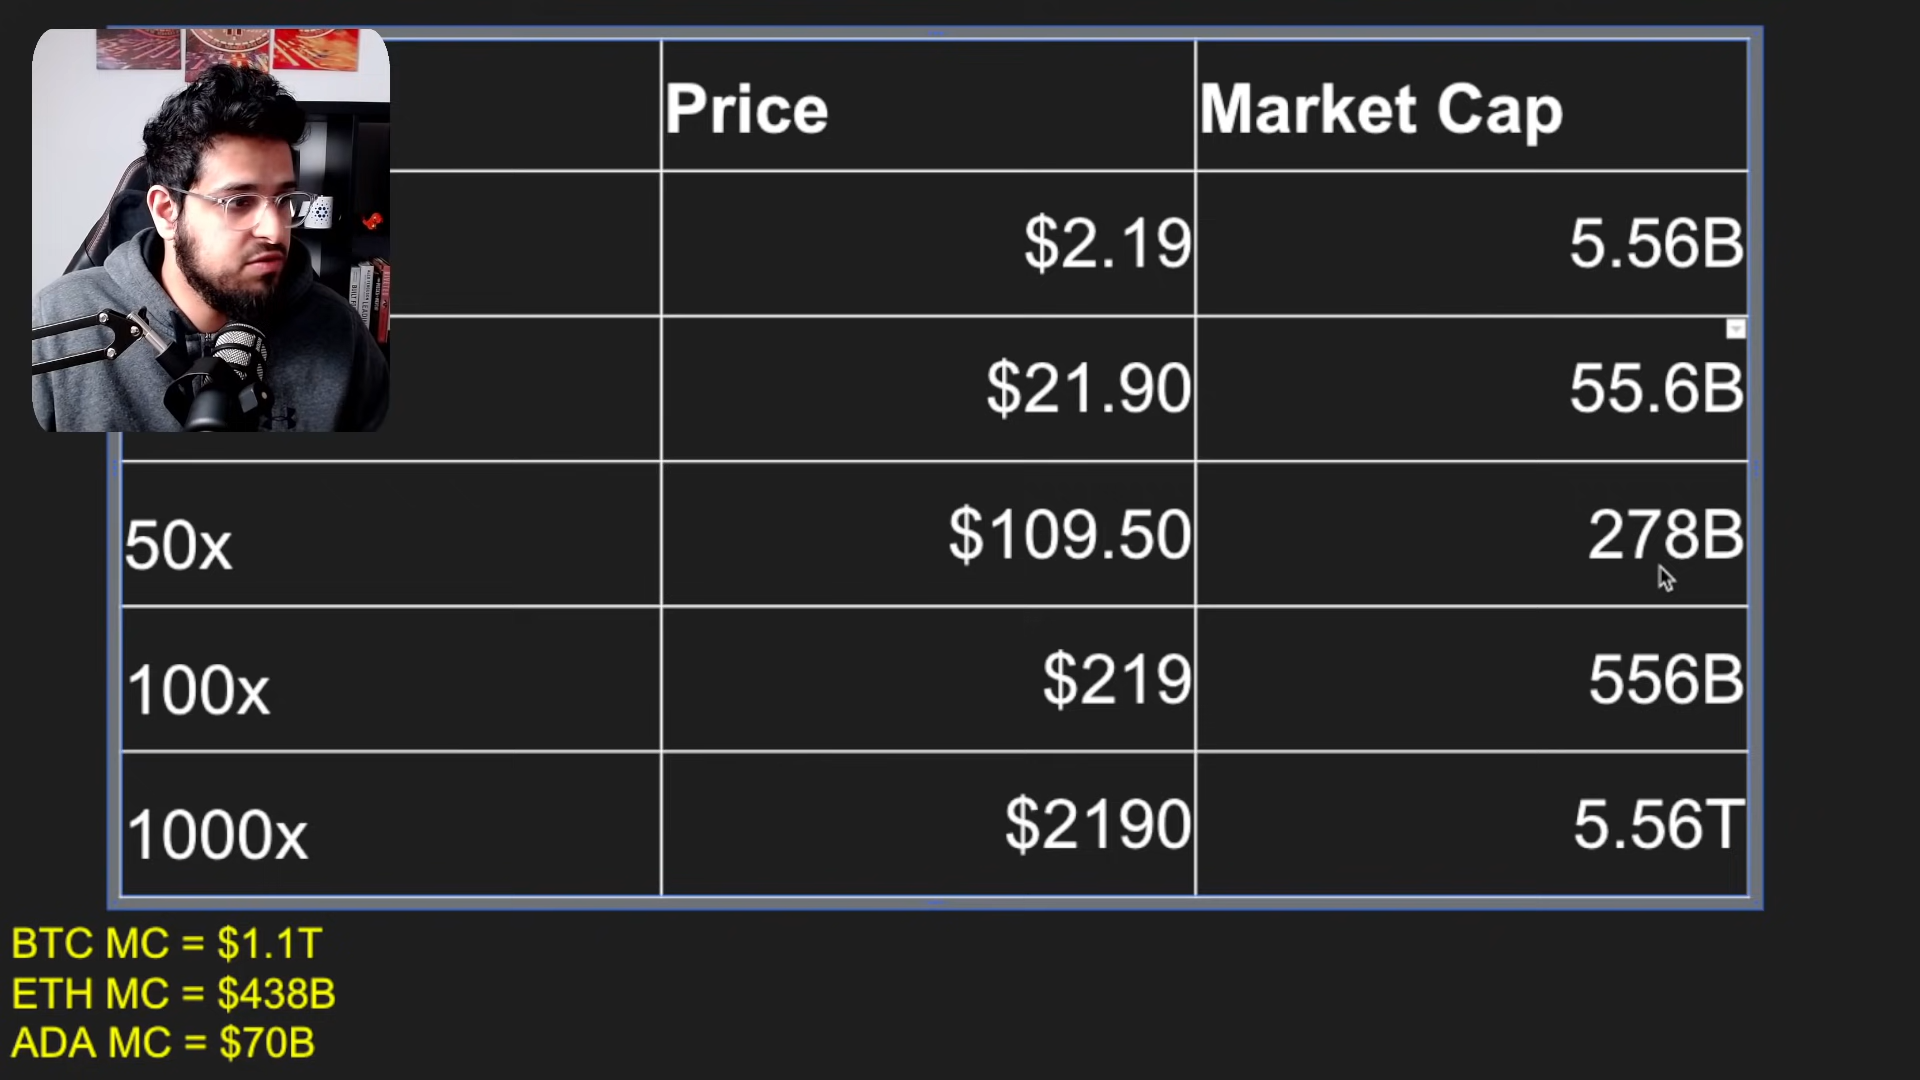 Price Market Cap
$2.19 5.56B
$21.90 55.6B
50x $109.50 278B
100x $219 556B
1000x $2190 5.56T
BTC MC = $1.1T
ETH MC = $438B
ADA MC = $70B